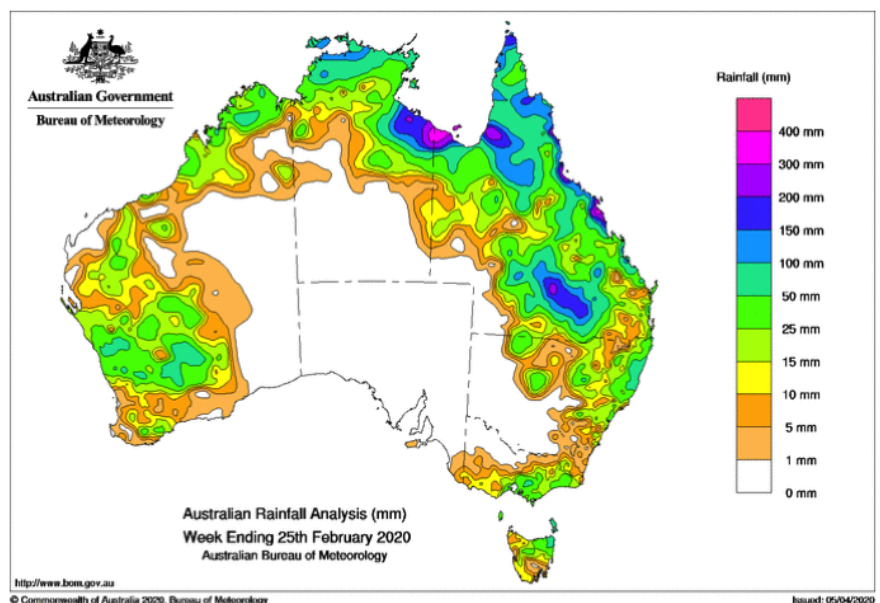 Australian Government
Bureau of Meteorology
Rainfall (mm)
400 mm
300 mm
200 mm
150 mm
100 mm
50 mm
25 mm
15 mm
10 mm
5 mm
1 mm
0 mm
Australian Rainfall Analysis (mm)
Week Ending 25th February 2020
Australian Bureau of Meteorology
http://www.bom.gov.au
© Commonwealth of Australia 2020, Bureau of Meteorology
Issued: 05/04/2020